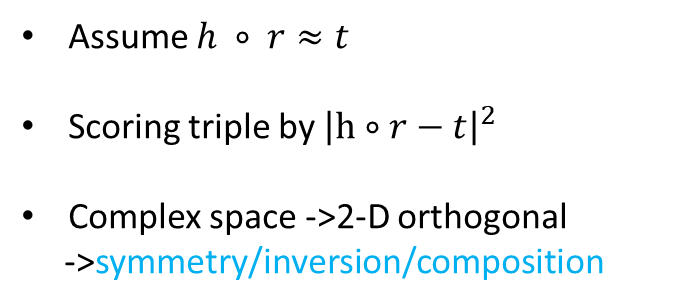 • Assume h ∘ r ≈ t
• Scoring triple by |h ∘ r − t|²
• Complex space ->2-D orthogonal
->symmetry/inversion/composition